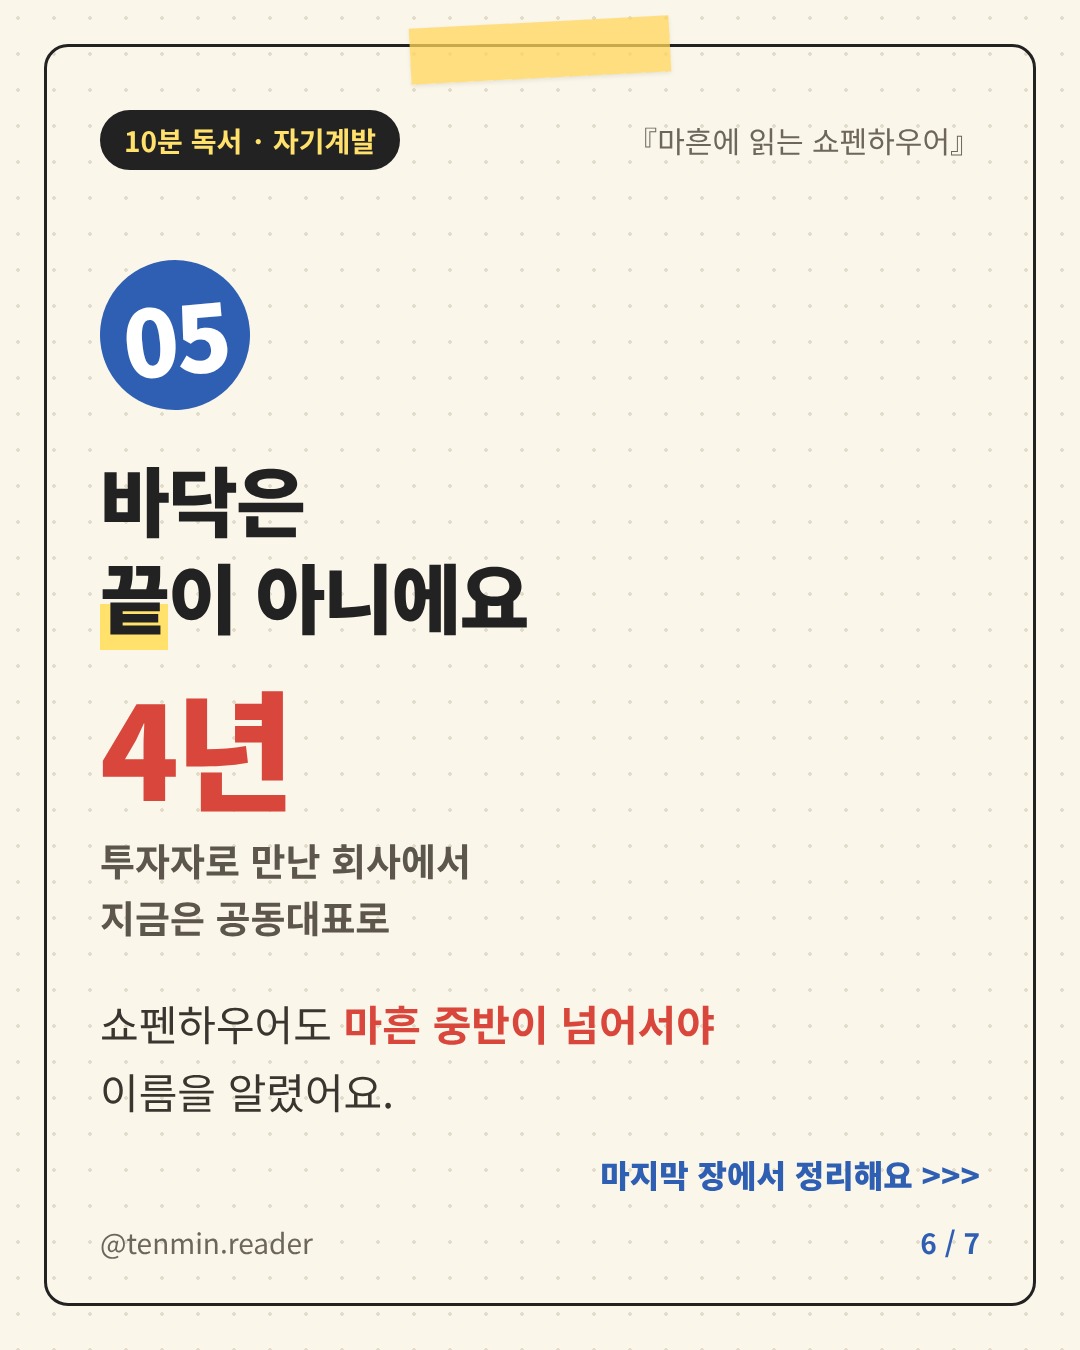 10분 독서 · 자기계발
『마흔에 읽는 쇼펜하우어』
05
바닥은
끝이 아니에요
4년
투자자로 만난 회사에서
지금은 공동대표로
쇼펜하우어도 마흔 중반이 넘어서야
이름을 알렸어요.
마지막 장에서 정리해요 >>>
@tenmin.reader
6 / 7